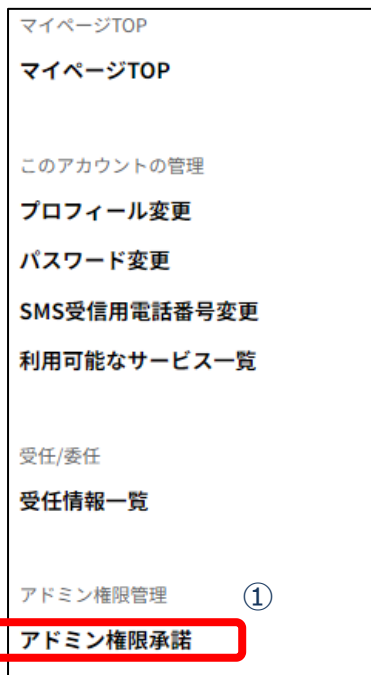 マイページTOP
マイページTOP
このアカウントの管理
プロフィール変更
パスワード変更
SMS受信用電話番号変更
利用可能なサービス一覧
受任/委任
受任情報一覧
アドミン権限管理 ①
アドミン権限承諾